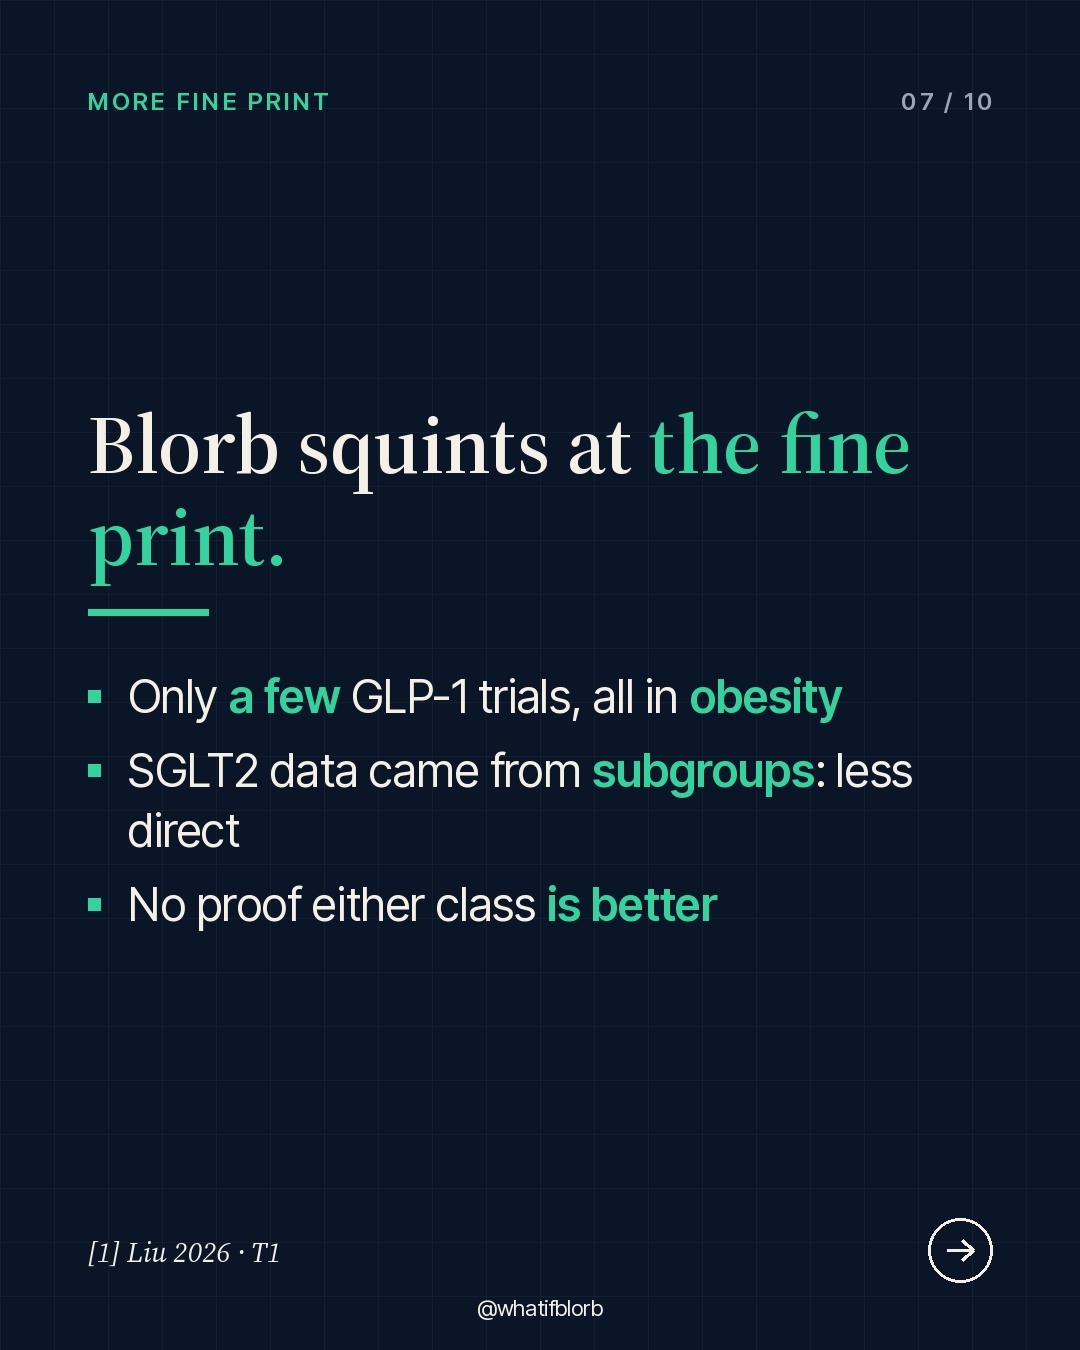 MORE FINE PRINT
07 / 10
Blorb squints at the fine
print.
Only a few GLP-1 trials, all in obesity
SGLT2 data came from subgroups: less
direct
No proof either class is better
[1] Liu 2026 · T1
@whatifblorb